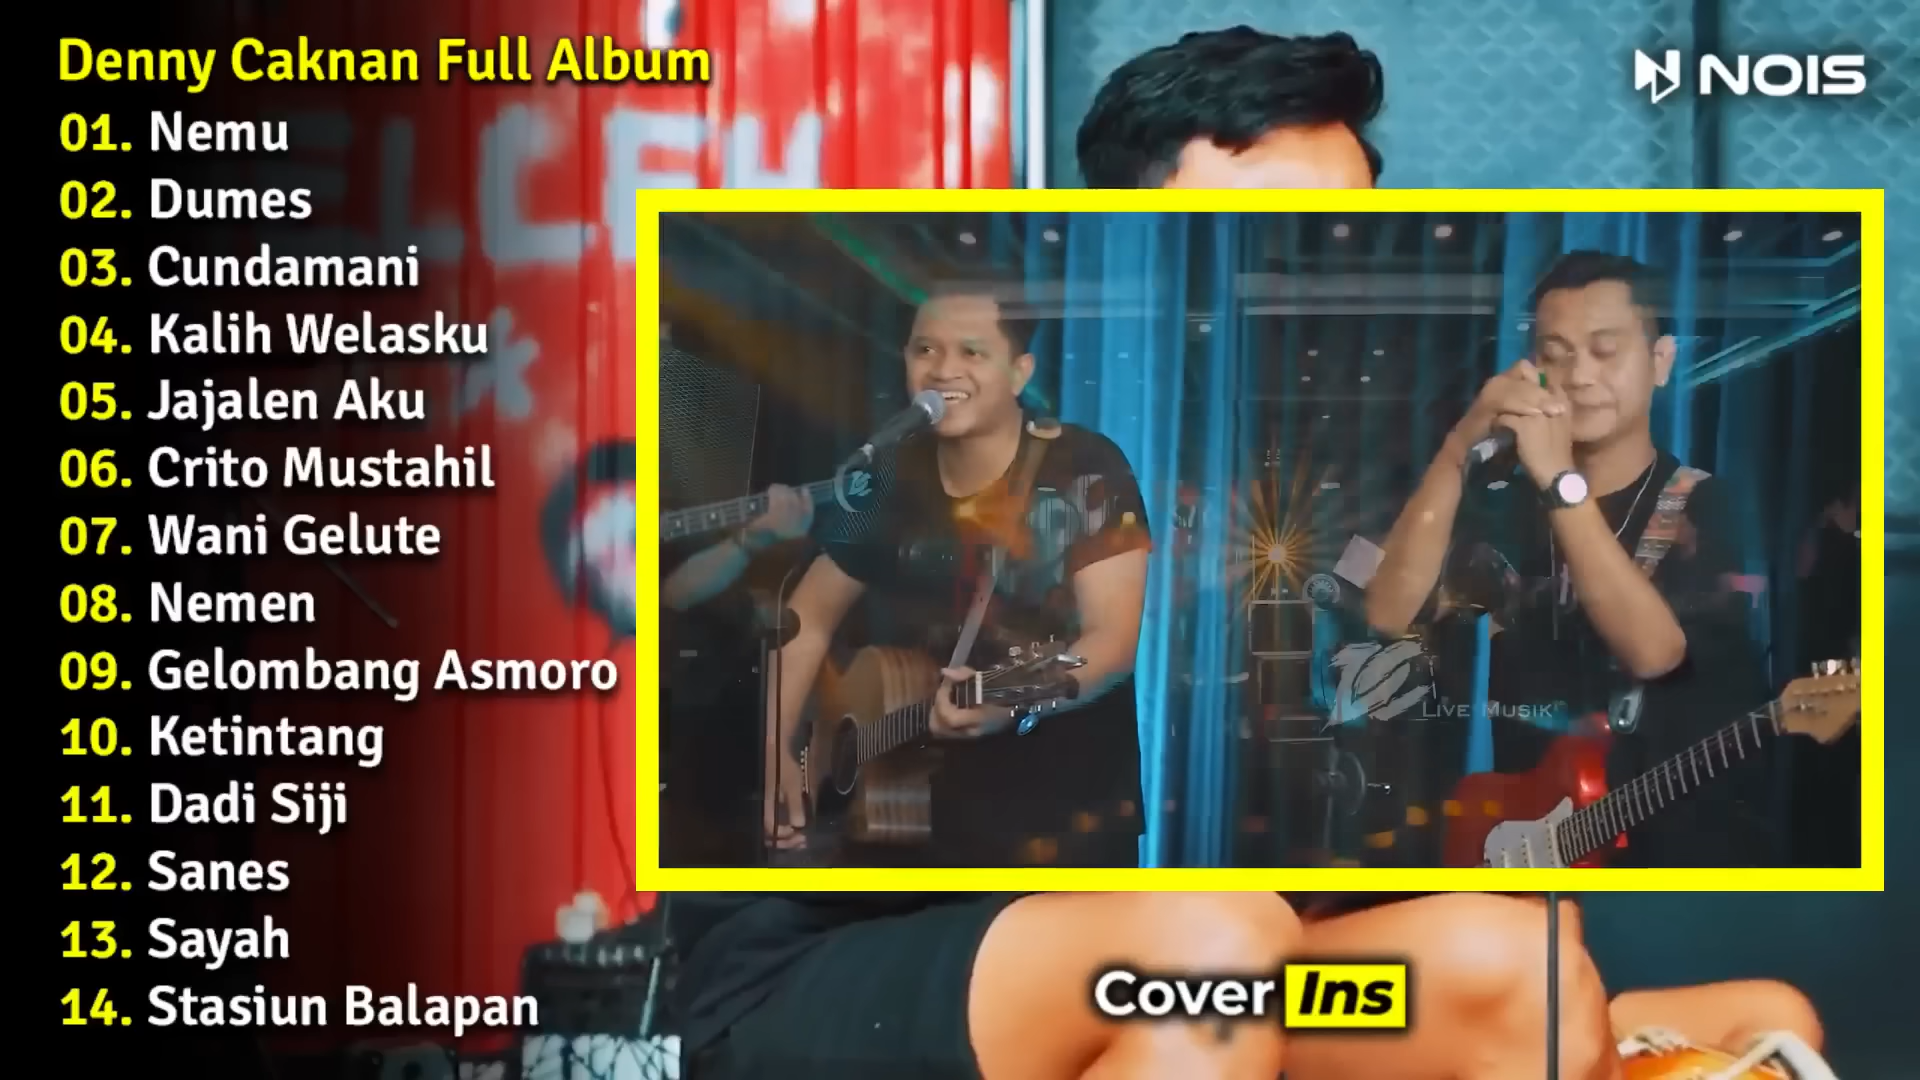 Denny Caknan Full Album
01. Nemu
02. Dumes
03. Cundamani
04. Kalih Welasku
05. Jajalen Aku
06. Crito Mustahil
07. Wani Gelute
08. Nemen
09. Gelombang Asmoro
10. Ketintang
11. Dadi Siji
12. Sanes
13. Sayah
14. Stasiun Balapan
NOIS
LIVE MUSIK
Cover Ins